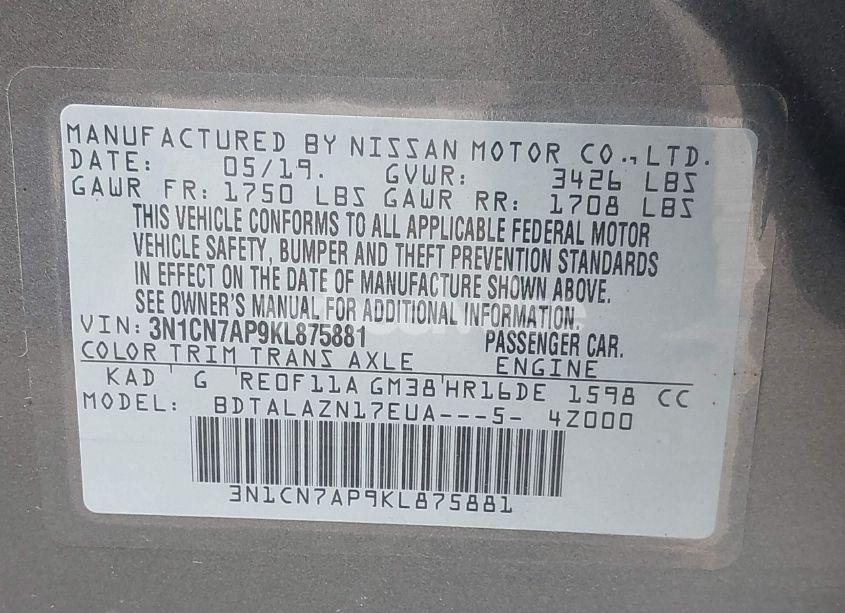 MANUFACTURED BY NISSAN MOTOR CO., LTD.
DATE: 05/19. GVWR: 3426 LBS
GAWR FR: 1750 LBS GAWR RR: 1708 LBS
THIS VEHICLE CONFORMS TO ALL APPLICABLE FEDERAL MOTOR
VEHICLE SAFETY, BUMPER AND THEFT PREVENTION STANDARDS
IN EFFECT ON THE DATE OF MANUFACTURE SHOWN ABOVE.
SEE OWNER'S MANUAL FOR ADDITIONAL INFORMATION
VIN: 3N1CN7AP9KL875881 PASSENGER CAR.
COLOR TRIM TRANS AXLE ENGINE
KAD G RE0F11A GM38 HR16DE 1598 CC
MODEL: BDTALAZN17EUA---5- 4Z000
3N1CN7AP9KL875881